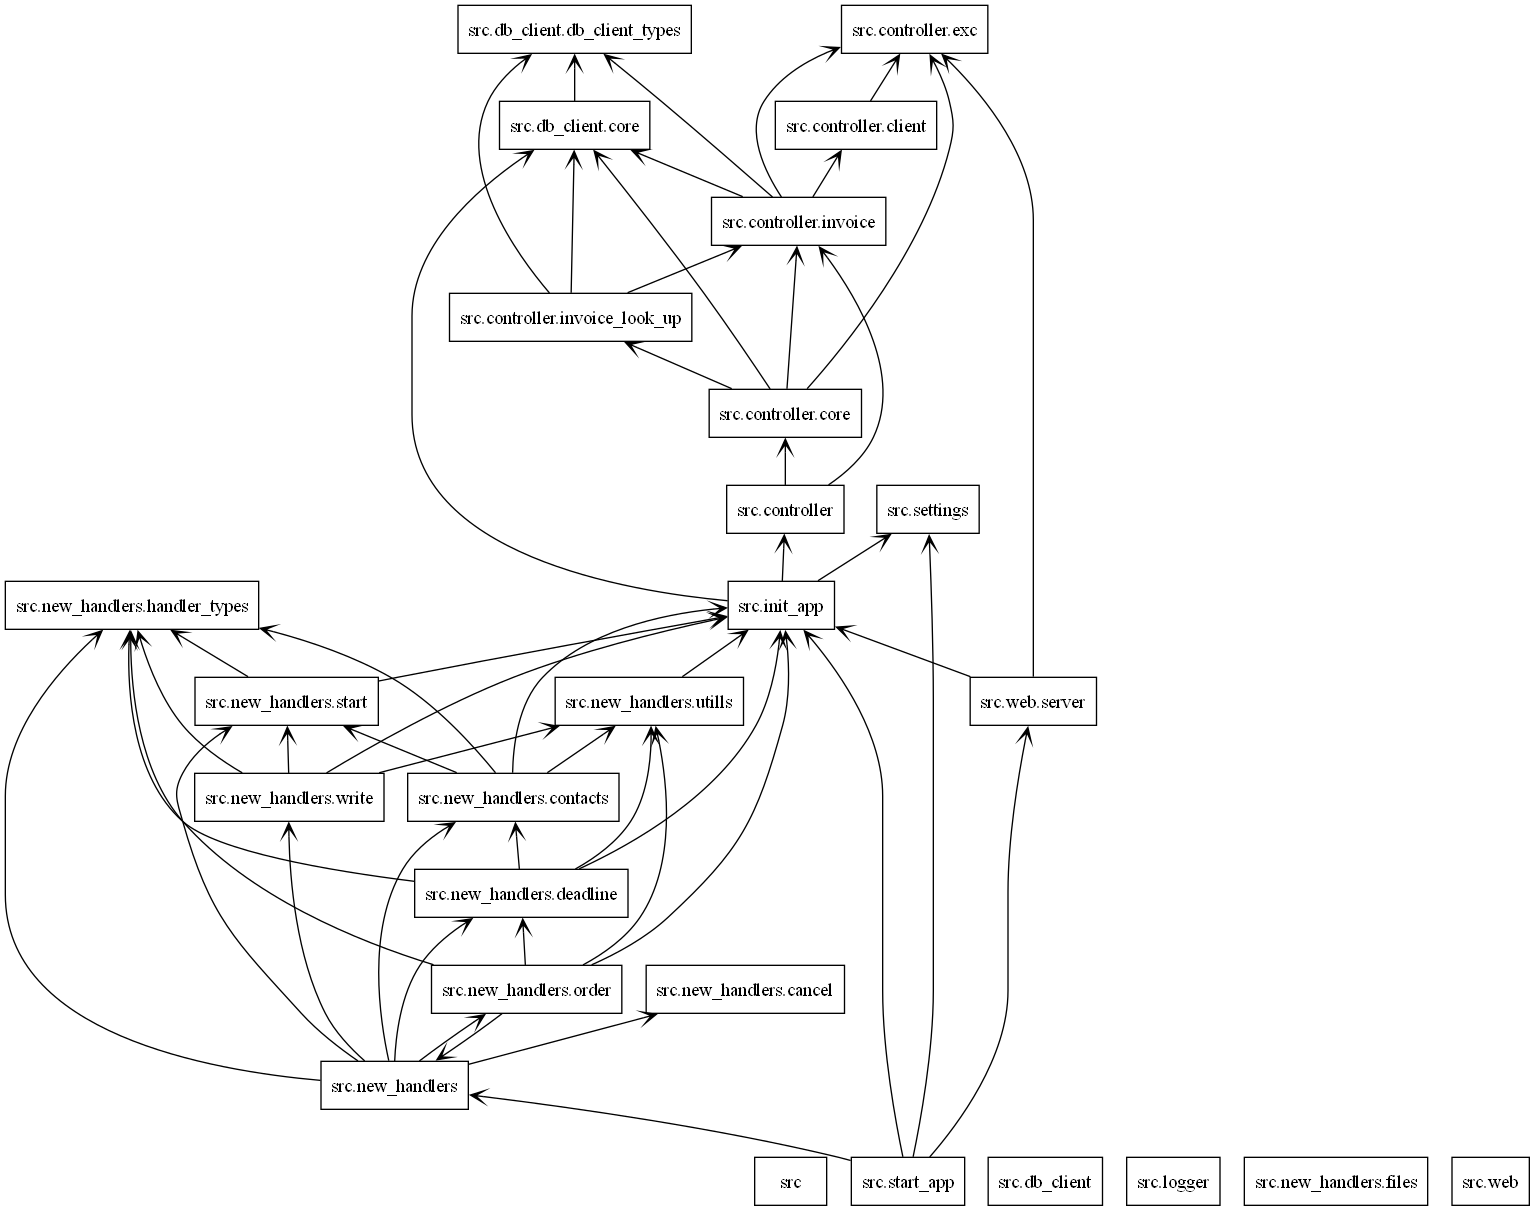 src.db_client.db_client_types
src.controller.exc
src.db_client.core
src.controller.client
src.controller.invoice
src.controller.invoice_look_up
src.controller.core
src.controller
src.settings
src.new_handlers.handler_types
src.init_app
src.new_handlers.start
src.new_handlers.utills
src.web.server
src.new_handlers.write
src.new_handlers.contacts
src.new_handlers.deadline
src.new_handlers.order
src.new_handlers.cancel
src.new_handlers
src
src.start_app
src.db_client
src.logger
src.new_handlers.files
src.web